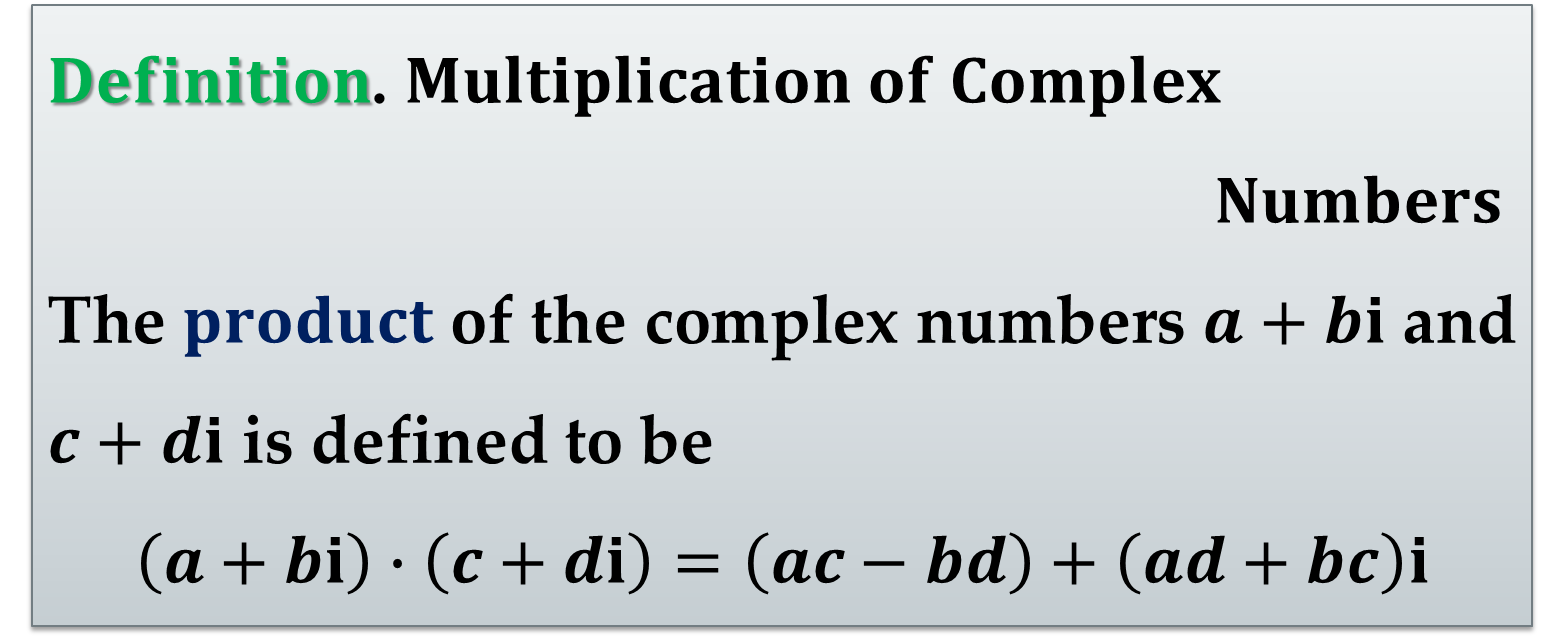 Definition. Multiplication of Complex
Numbers
The product of the complex numbers a + bi and
c + di is defined to be
(a + bi) · (c + di) = (ac − bd) + (ad + bc)i